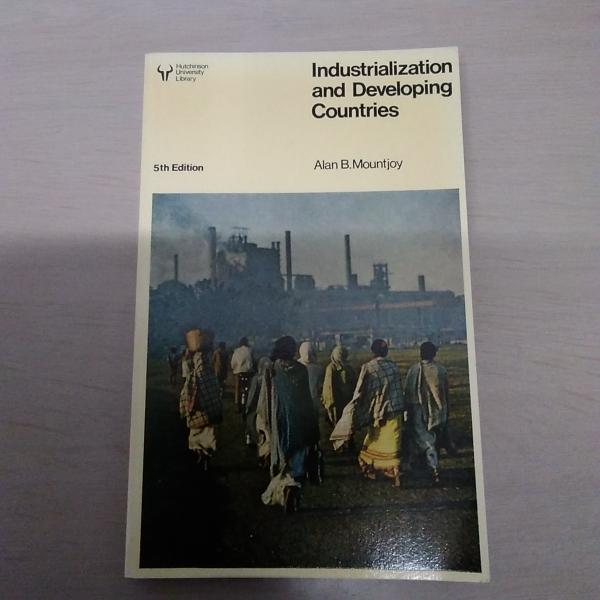 Hutchinson
University
Library
Industrialization
and Developing
Countries
5th Edition
Alan B. Mountjoy